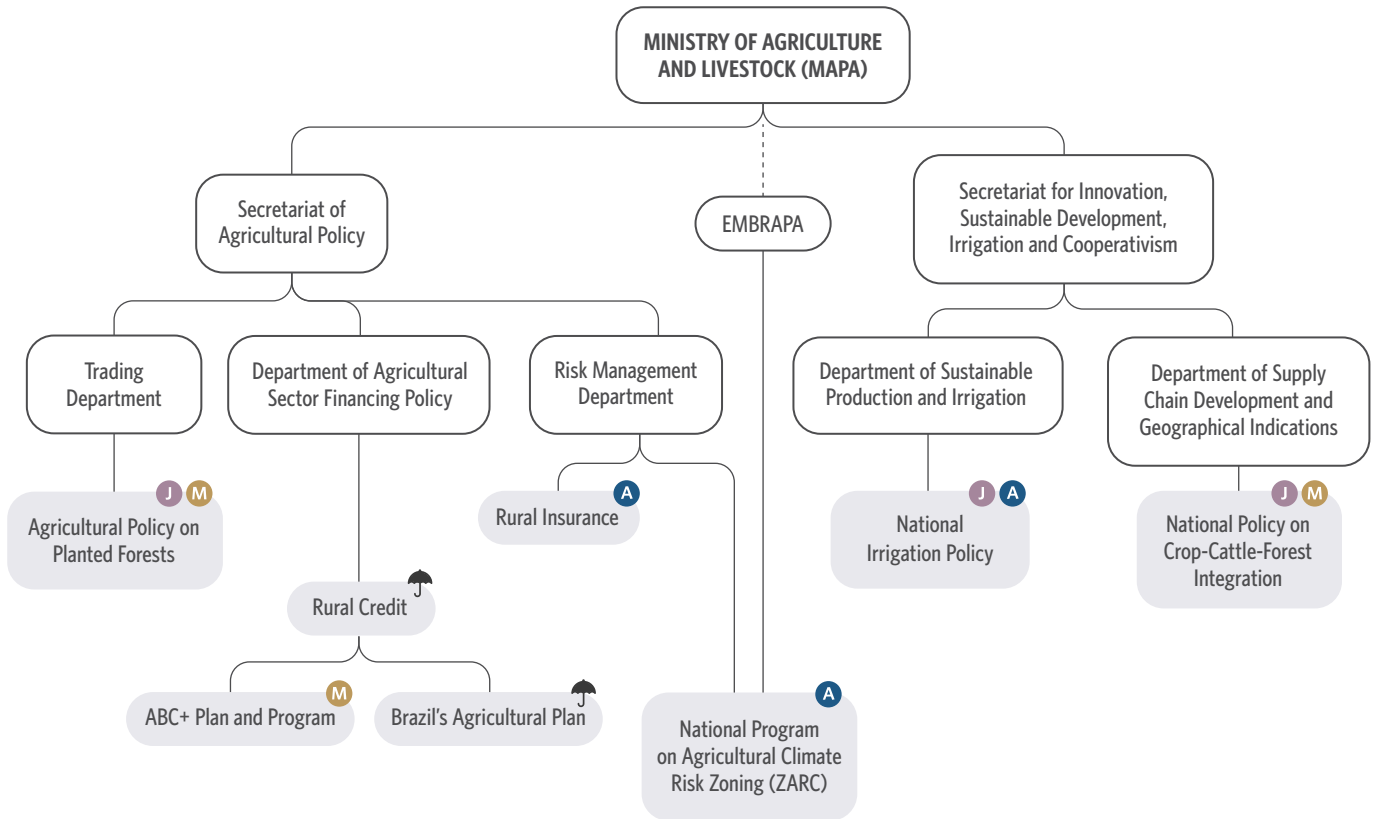 MINISTRY OF AGRICULTURE
AND LIVESTOCK (MAPA)
Secretariat of
Agricultural Policy
EMBRAPA
Secretariat for Innovation,
Sustainable Development,
Irrigation and Cooperativism
Trading
Department
Department of Agricultural
Sector Financing Policy
Risk Management
Department
Department of Sustainable
Production and Irrigation
Department of Supply
Chain Development and
Geographical Indications
J M
Agricultural Policy on
Planted Forests
A
Rural Insurance
J A
National
Irrigation Policy
J M
National Policy on
Crop-Cattle-Forest
Integration
Rural Credit
M
ABC+ Plan and Program
Brazil's Agricultural Plan
A
National Program
on Agricultural Climate
Risk Zoning (ZARC)